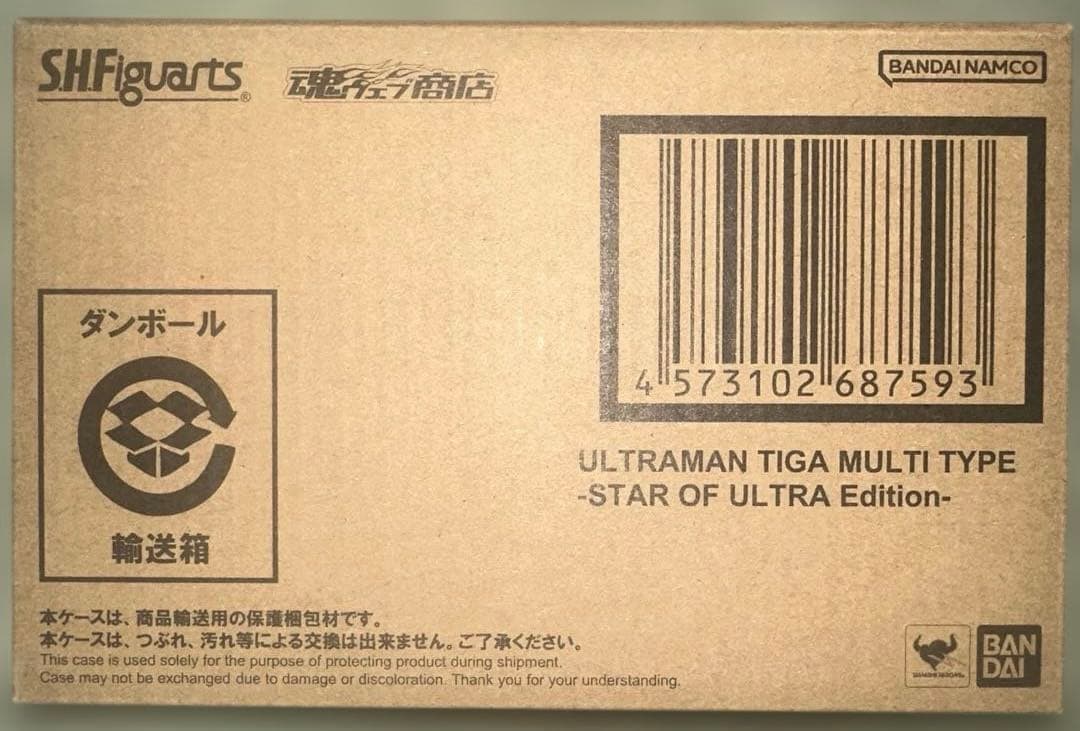 S.H.Figuarts®
魂ウェブ商店
BANDAI NAMCO
4 573102 687593
ULTRAMAN TIGA MULTI TYPE
-STAR OF ULTRA Edition-
ダンボール
輸送箱
本ケースは、商品輸送用の保護梱包材です。
本ケースは、つぶれ、汚れ等による交換は出来ません。ご了承ください。
This case is used solely for the purpose of protecting product during shipment.
Case may not be exchanged due to damage or discoloration. Thank you for your understanding.
TAMASHII NATIONS
BAN
DAI